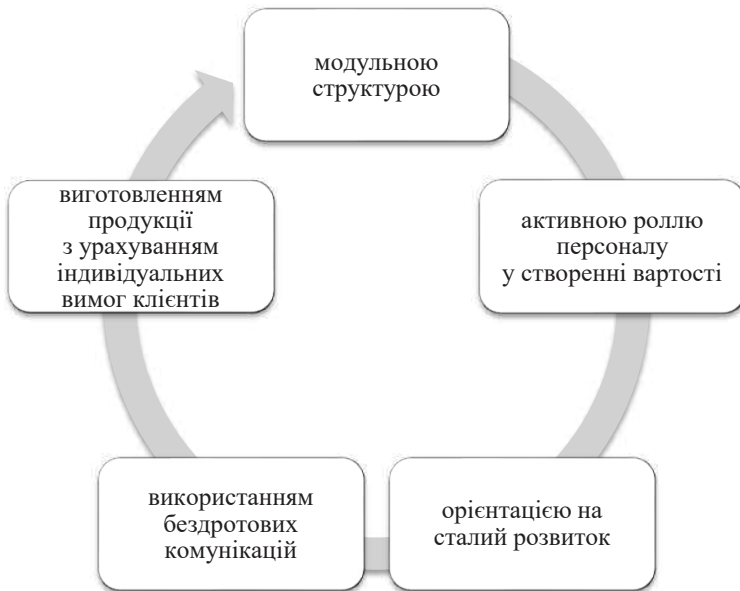 модульною
структурою
активною роллю
персоналу
у створенні вартості
орієнтацією на
сталий розвиток
використанням
бездротових
комунікацій
виготовленням
продукції
з урахуванням
індивідуальних
вимог клієнтів